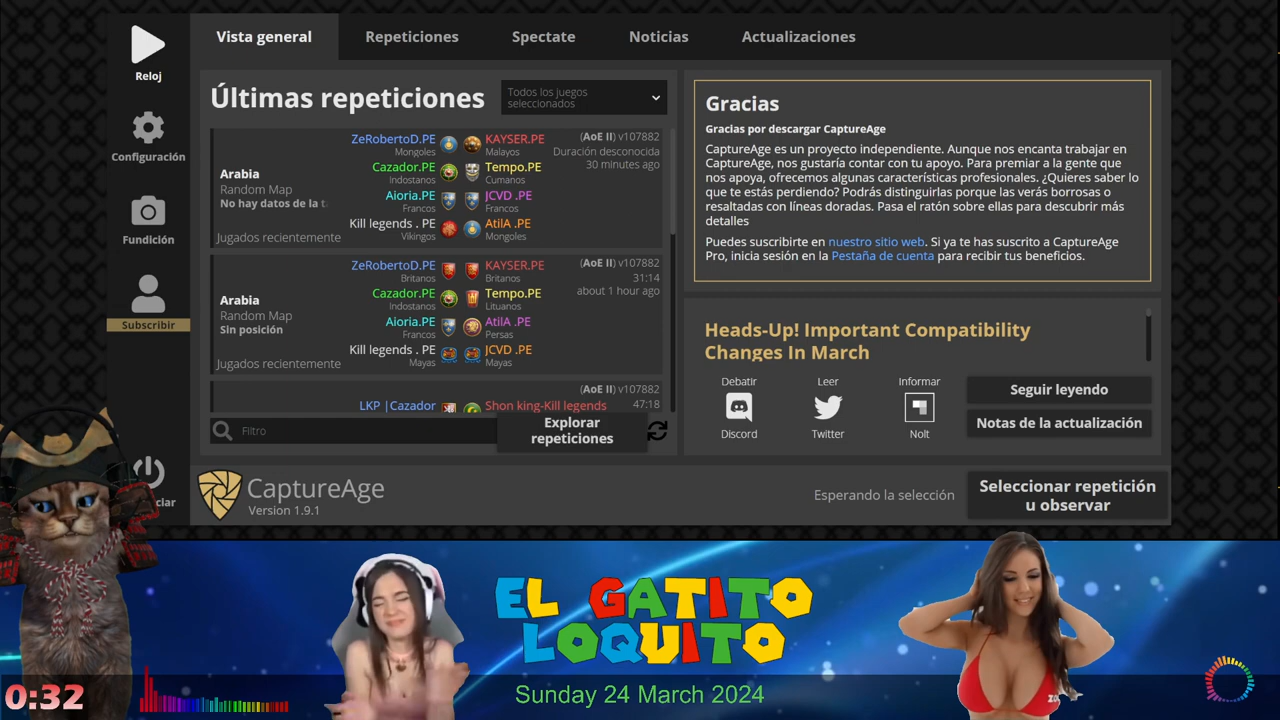 Reloj
Configuración
Fundición
Subscribir
ciar
Vista general
Repeticiones
Spectate
Noticias
Actualizaciones
Últimas repeticiones
Todos los juegos
seleccionados
Arabia
Random Map
No hay datos de la t
Jugados recientemente
ZeRobertoD.PE
Mongoles
KAYSER.PE
Malayos
Cazador.PE
Indostanos
Tempo.PE
Cumanos
Aioria.PE
Francos
JCVD .PE
Francos
Kill legends . PE
Vikingos
AtilA .PE
Mongoles
(AoE II) v107882
Duración desconocida
30 minutes ago
Arabia
Random Map
Sin posición
Jugados recientemente
ZeRobertoD.PE
Britanos
KAYSER.PE
Britanos
Cazador.PE
Indostanos
Tempo.PE
Lituanos
Aioria.PE
Francos
AtilA .PE
Persas
Kill legends . PE
Mayas
JCVD .PE
Mayas
(AoE II) v107882
31:14
about 1 hour ago
LKP |Cazador
Shon king-Kill legends
(AoE II) v107882
47:18
Filtro
Explorar
repeticiones
Gracias
Gracias por descargar CaptureAge
CaptureAge es un proyecto independiente. Aunque nos encanta trabajar en
CaptureAge, nos gustaría contar con tu apoyo. Para premiar a la gente que
nos apoya, ofrecemos algunas características profesionales. ¿Quieres saber lo
que te estás perdiendo? Podrás distinguirlas porque las verás borrosas o
resaltadas con líneas doradas. Pasa el ratón sobre ellas para descubrir más
detalles
Puedes suscribirte en nuestro sitio web. Si ya te has suscrito a CaptureAge
Pro, inicia sesión en la Pestaña de cuenta para recibir tus beneficios.
Heads-Up! Important Compatibility
Changes In March
Debatir
Discord
Leer
Twitter
Informar
Nolt
Seguir leyendo
Notas de la actualización
CaptureAge
Version 1.9.1
Esperando la selección
Seleccionar repetición
u observar
EL GATITO
LOQUITO
Sunday 24 March 2024
0:32